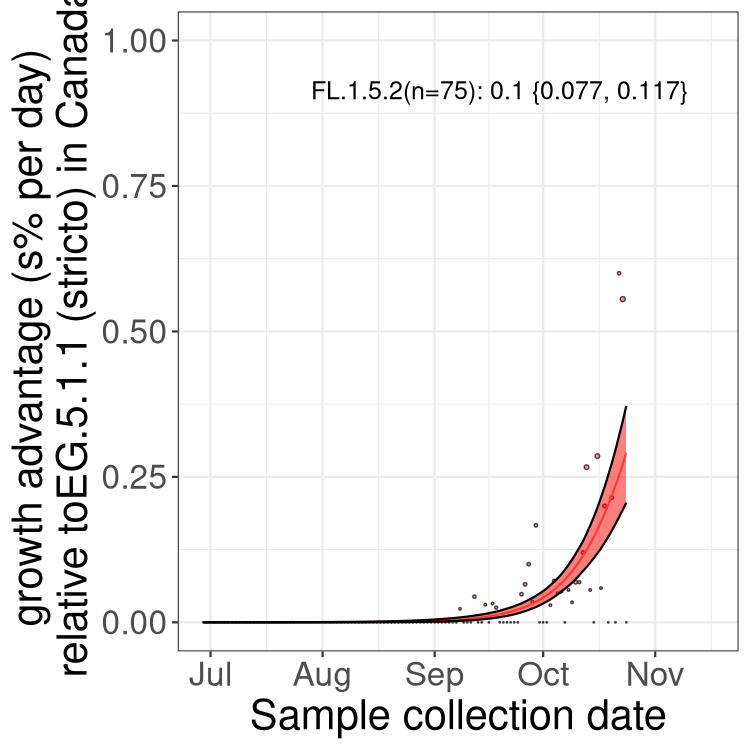 growth advantage (s% per day)
relative toEG.5.1.1 (stricto) in Canada
1.00
0.75
0.50
0.25
0.00
FL.1.5.2(n=75): 0.1 {0.077, 0.117}
Jul Aug Sep Oct Nov
Sample collection date